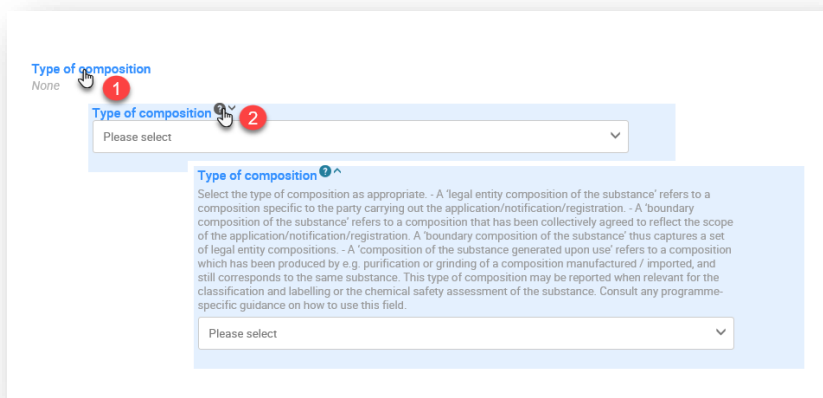 Type of composition
None
1
Type of composition ?
2
Please select
Type of composition ?
Select the type of composition as appropriate. - A 'legal entity composition of the substance' refers to a
composition specific to the party carrying out the application/notification/registration. - A 'boundary
composition of the substance' refers to a composition that has been collectively agreed to reflect the scope
of the application/notification/registration. A 'boundary composition of the substance' thus captures a set
of legal entity compositions. - A 'composition of the substance generated upon use' refers to a composition
which has been produced by e.g. purification or grinding of a composition manufactured / imported, and
still corresponds to the same substance. This type of composition may be reported when relevant for the
classification and labelling or the chemical safety assessment of the substance. Consult any programme-
specific guidance on how to use this field.
Please select